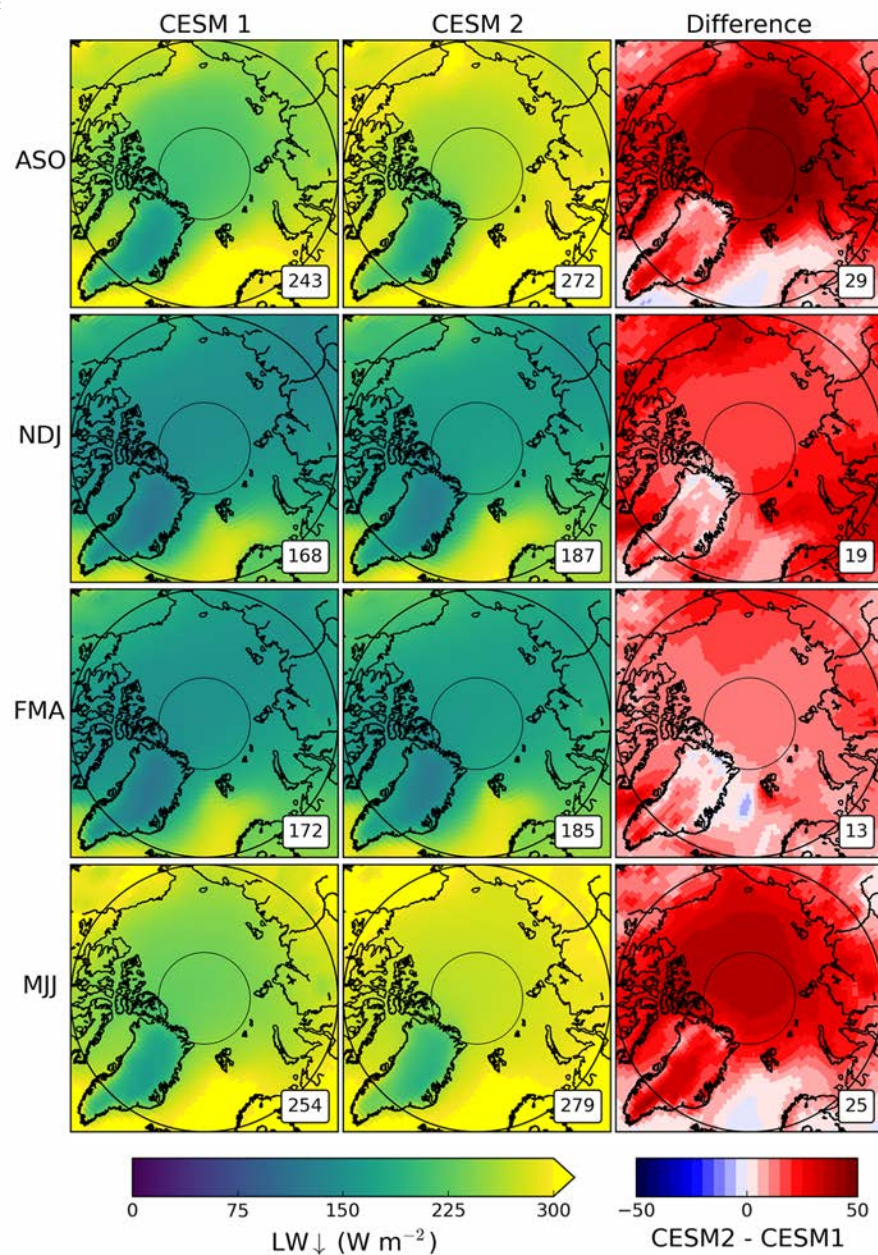 CESM 1 CESM 2 Difference
ASO 243 272 29
NDJ 168 187 19
FMA 172 185 13
MJJ 254 279 25
0 75 150 225 300 −50 0 50
LW↓ (W m−2) CESM2 - CESM1